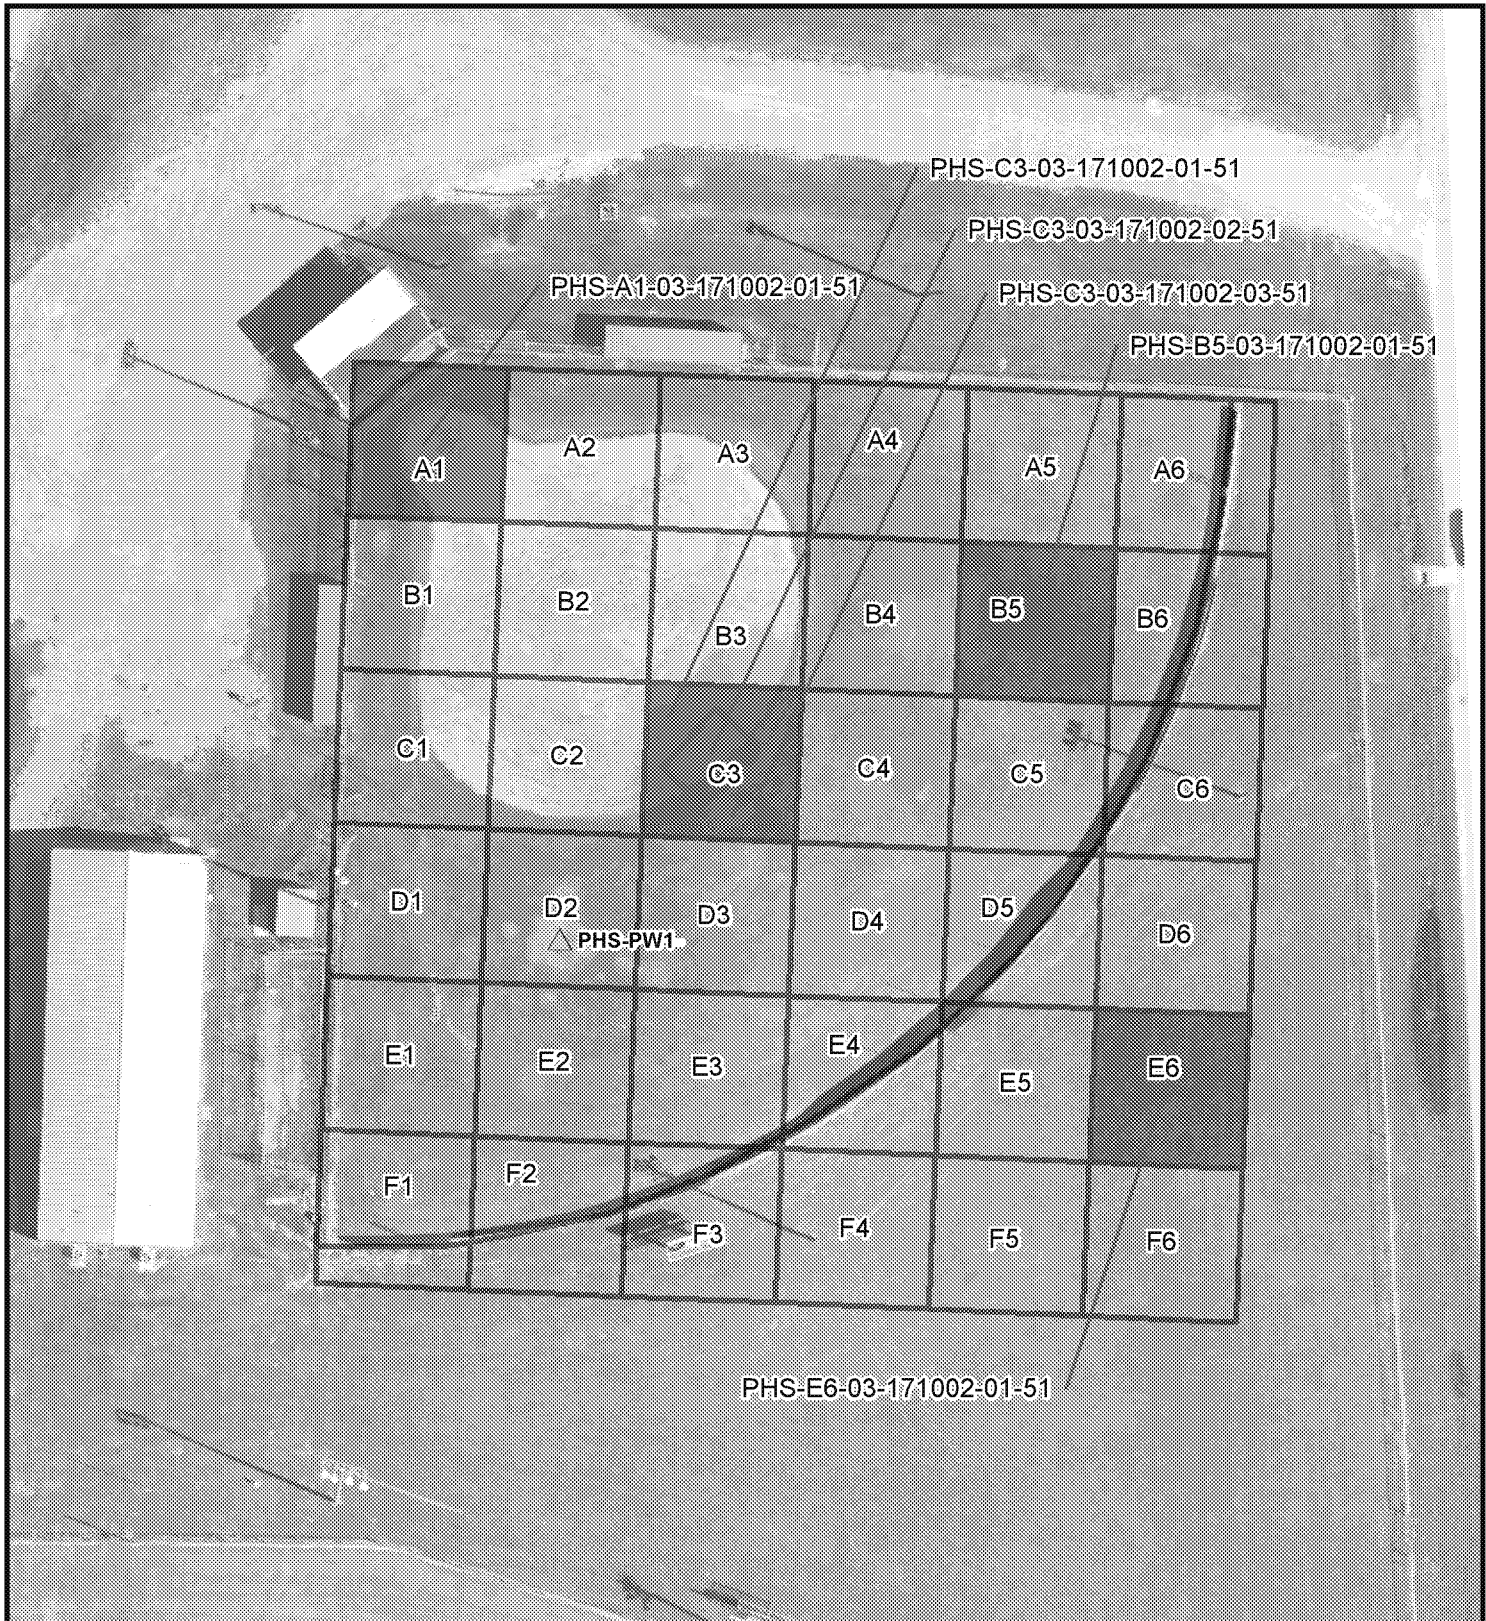 PHS-C3-03-171002-01-51
PHS-C3-03-171002-02-51
PHS-A1-03-171002-01-51
PHS-C3-03-171002-03-51
PHS-B5-03-171002-01-51
A1 A2 A3 A4 A5 A6
B1 B2 B3 B4 B5 B6
C1 C2 C3 C4 C5 C6
D1 D2 D3 D4 D5 D6
PHS-PW1
E1 E2 E3 E4 E5 E6
F1 F2 F3 F4 F5 F6
PHS-E6-03-171002-01-51